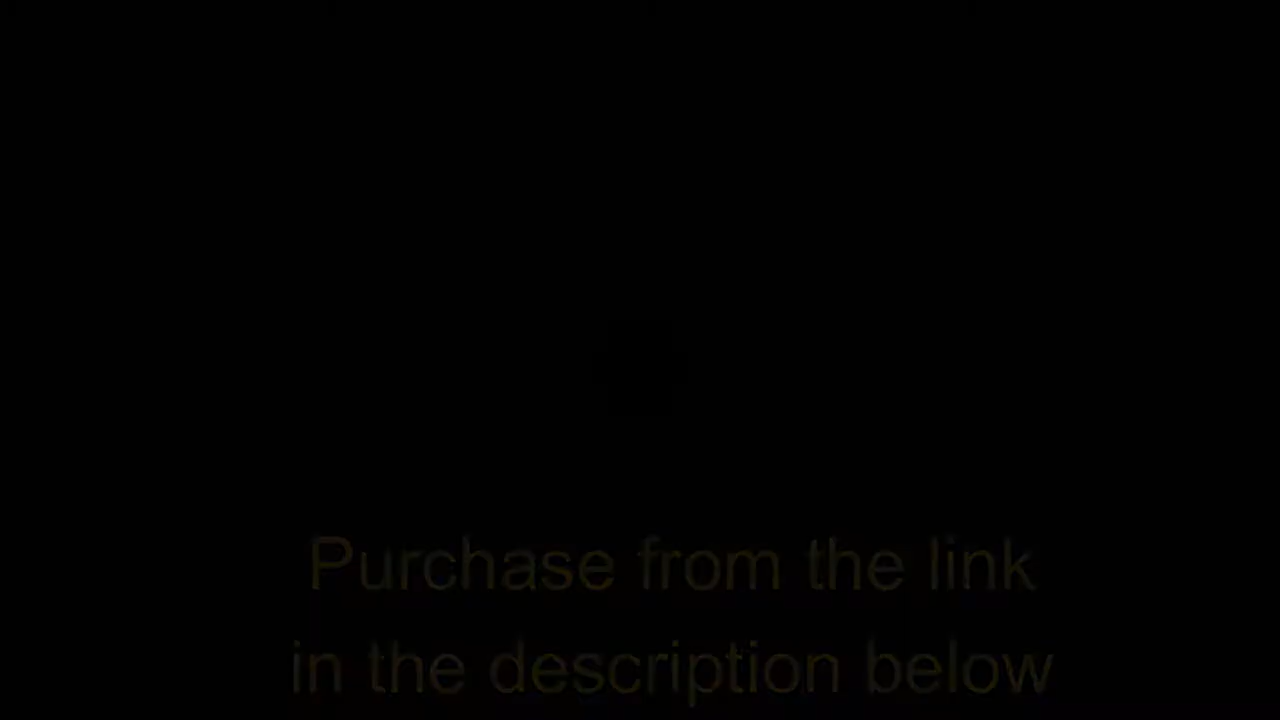 Purchase from the link
in the description below